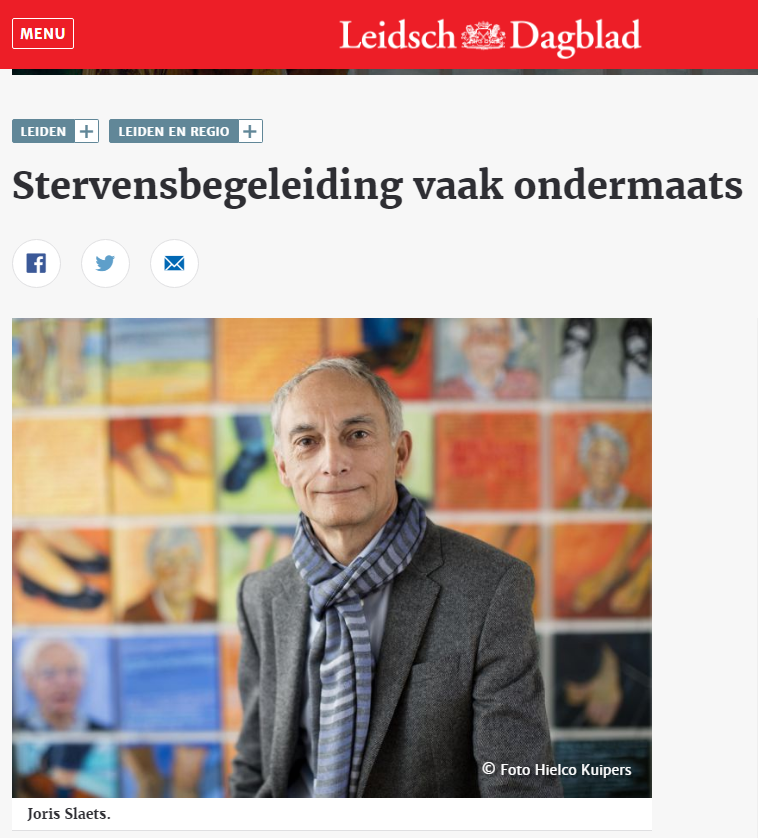 MENU
Leidsch Dagblad
LEIDEN +
LEIDEN EN REGIO +
Stervensbegeleiding vaak ondermaats
© Foto Hielco Kuipers
Joris Slaets.